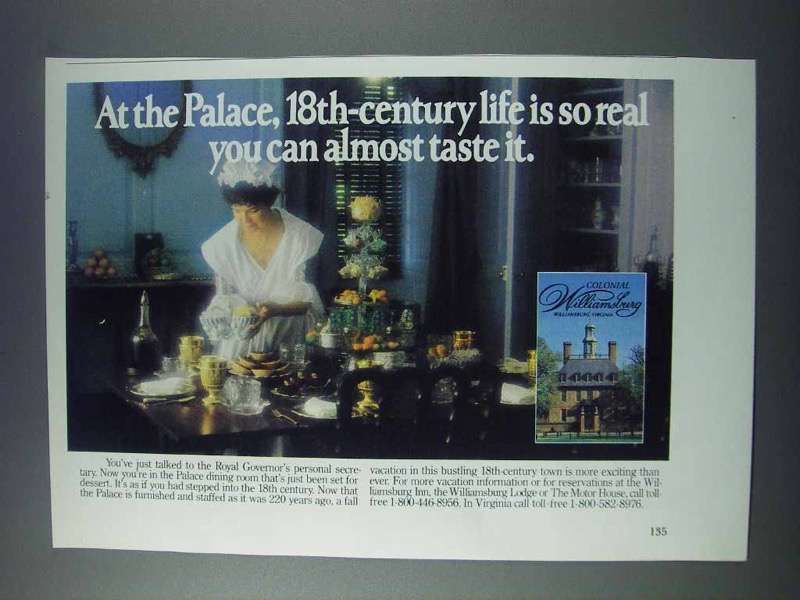 At the Palace, 18th-century life is so real
you can almost taste it.
COLONIAL
Williamsburg
WILLIAMSBURG, VIRGINIA
You've just talked to the Royal Governor's personal secre-
tary. Now you're in the Palace dining room that's just been set for
dessert. It's as if you had stepped into the 18th century. Now that
the Palace is furnished and staffed as it was 220 years ago, a fall
vacation in this bustling 18th-century town is more exciting than
ever. For more vacation information or for reservations at the Wil-
liamsburg Inn, the Williamsburg Lodge or The Motor House, call toll-
free 1-800-446-8956. In Virginia call toll-free 1-800-582-8976.
135